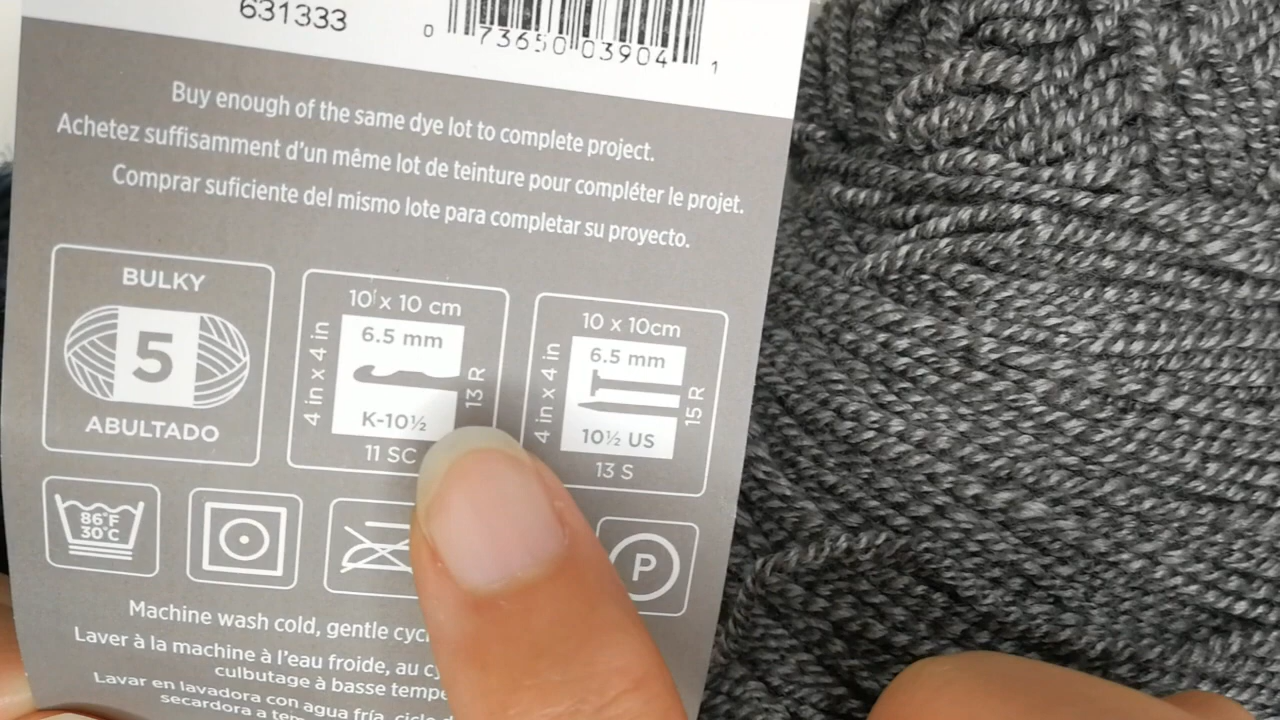 631333
0 73650 03904 1
Buy enough of the same dye lot to complete project.
Achetez suffisamment d'un même lot de teinture pour compléter le projet.
Comprar suficiente del mismo lote para completar su proyecto.
BULKY
5
ABULTADO
10 x 10 cm
4 in x 4 in
6.5 mm
K-10½
13 R
11 SC
10 x 10cm
4 in x 4 in
6.5 mm
10½ US
15 R
13 S
86°F
30°C
P
Machine wash cold, gentle
Laver à la machine à l'eau froide, au
culbutage à basse
Lavar en lavadora con agua fría,
secardora a